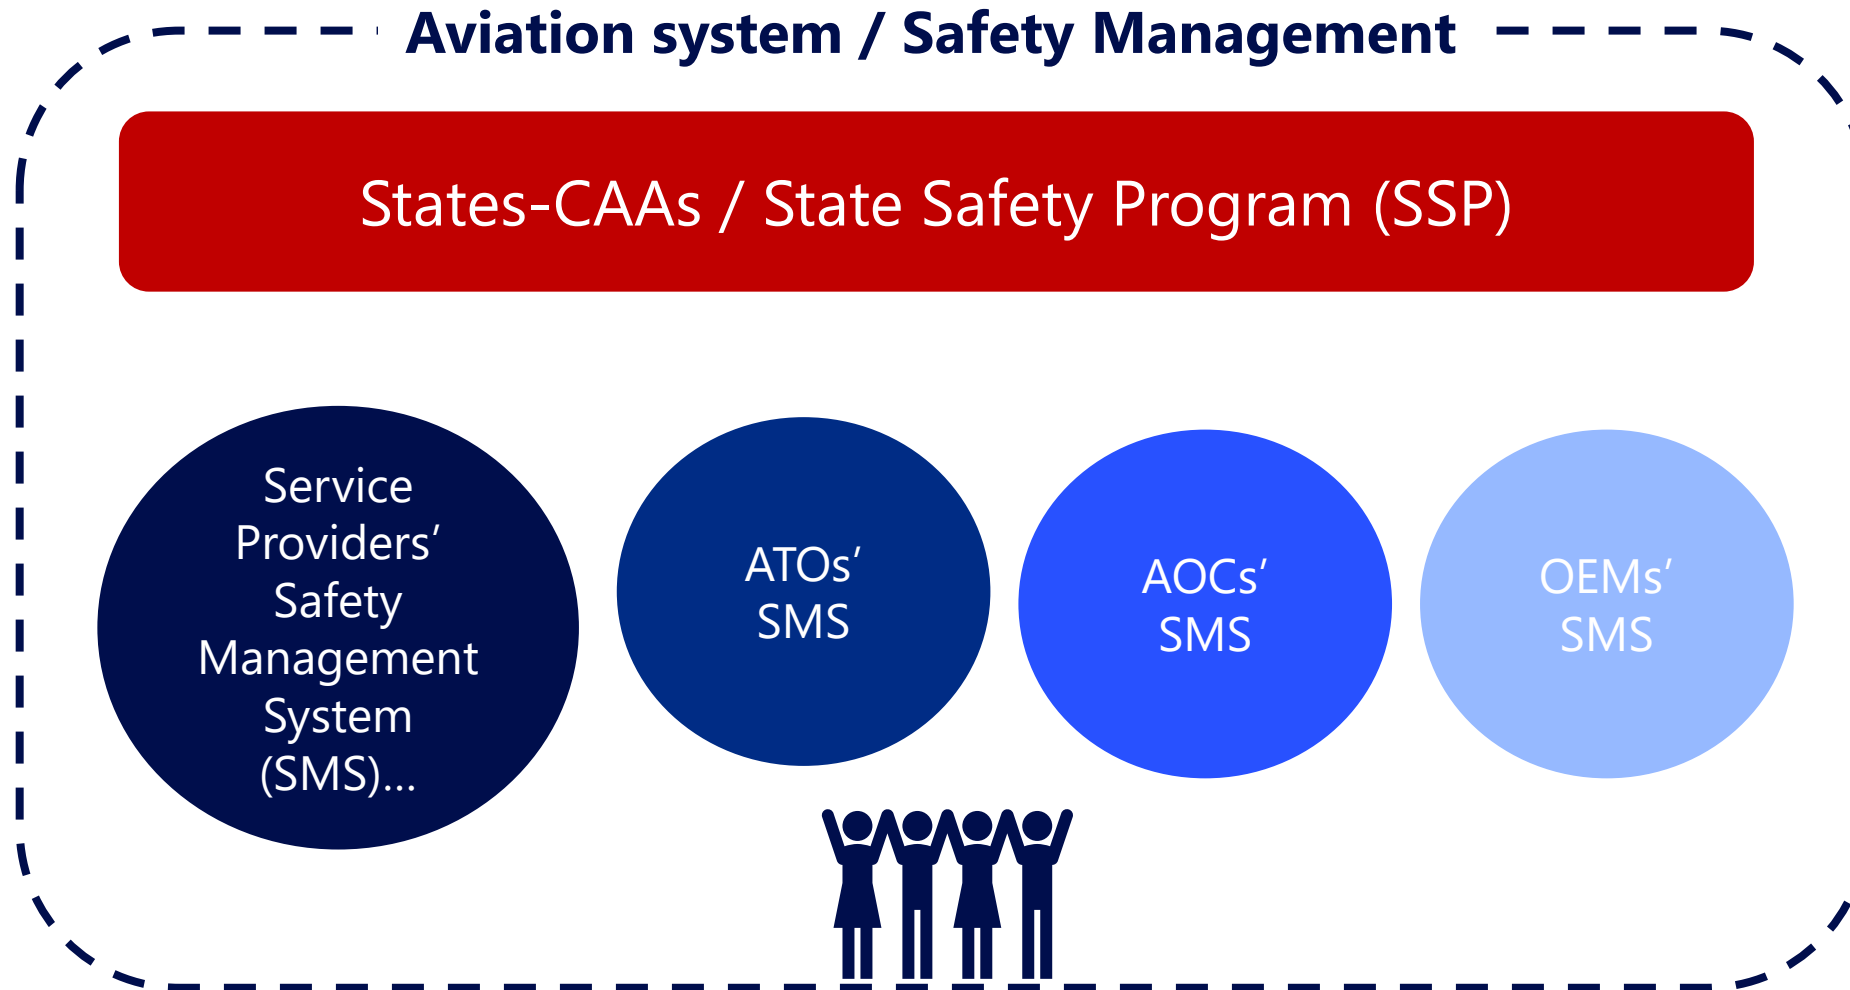 Aviation system / Safety Management
States-CAAs / State Safety Program (SSP)
Service
Providers’
Safety
Management
System
(SMS)…
ATOs’
SMS
AOCs’
SMS
OEMs’
SMS